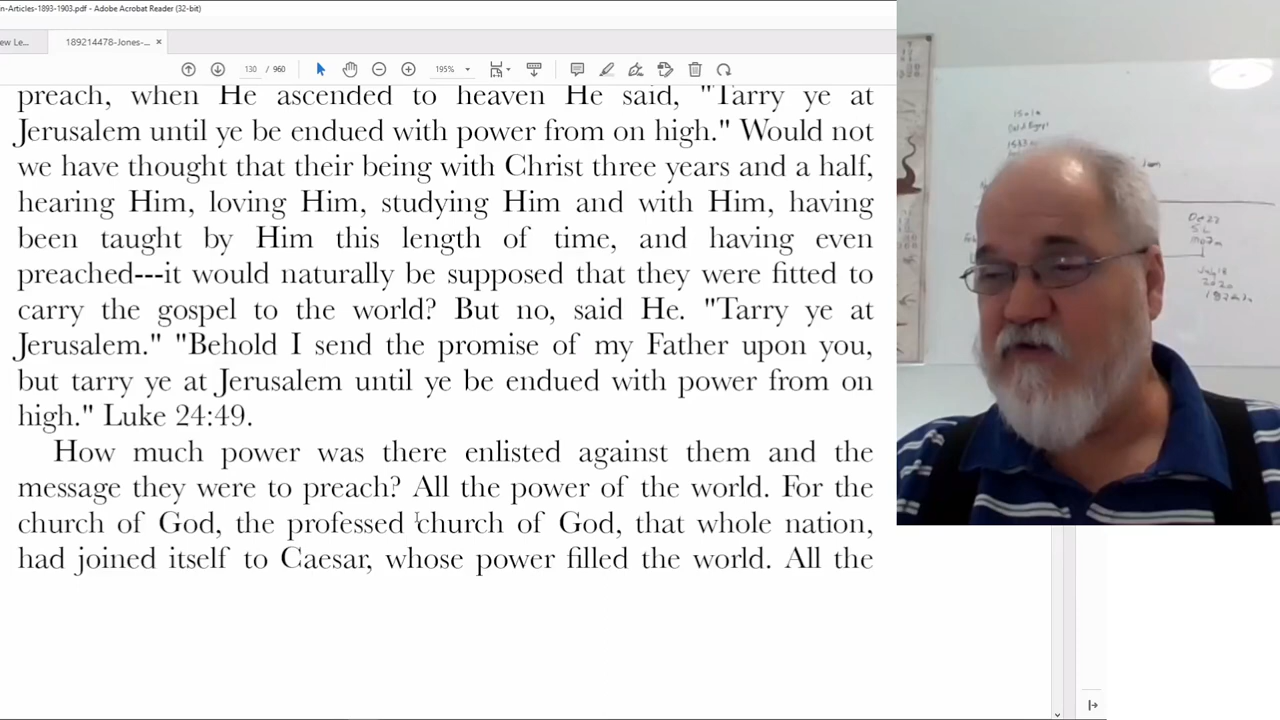 n-Articles-1893-1903.pdf - Adobe Acrobat Reader (32-bit)
ew Le...
189214478-Jones-...
130 / 960
195%
preach, when He ascended to heaven He said, "Tarry ye at
Jerusalem until ye be endued with power from on high." Would not
we have thought that their being with Christ three years and a half,
hearing Him, loving Him, studying Him and with Him, having
been taught by Him this length of time, and having even
preached---it would naturally be supposed that they were fitted to
carry the gospel to the world? But no, said He. "Tarry ye at
Jerusalem." "Behold I send the promise of my Father upon you,
but tarry ye at Jerusalem until ye be endued with power from on
high." Luke 24:49.
How much power was there enlisted against them and the
message they were to preach? All the power of the world. For the
church of God, the professed church of God, that whole nation,
had joined itself to Caesar, whose power filled the world. All the
Oct 22
July 18
2020